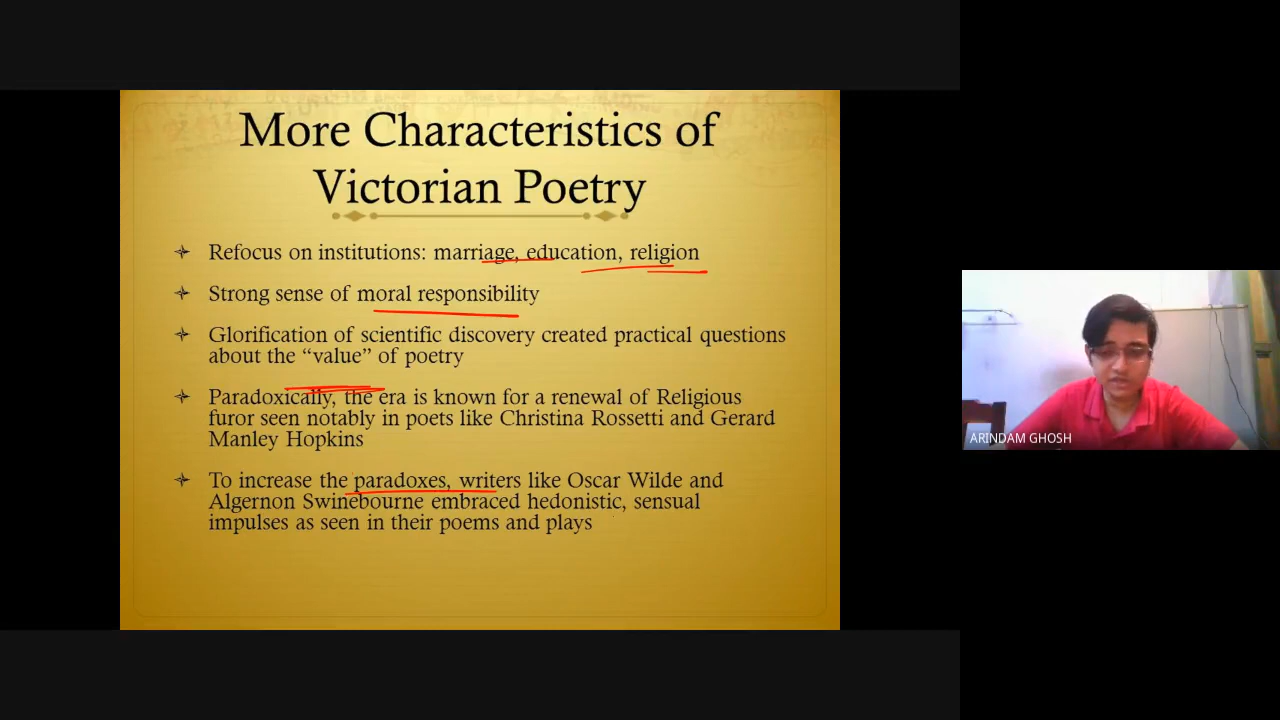 More Characteristics of
Victorian Poetry
Refocus on institutions: marriage, education, religion
Strong sense of moral responsibility
Glorification of scientific discovery created practical questions
about the “value” of poetry
Paradoxically, the era is known for a renewal of Religious
furor seen notably in poets like Christina Rossetti and Gerard
Manley Hopkins
To increase the paradoxes, writers like Oscar Wilde and
Algernon Swinebourne embraced hedonistic, sensual
impulses as seen in their poems and plays
ARINDAM GHOSH